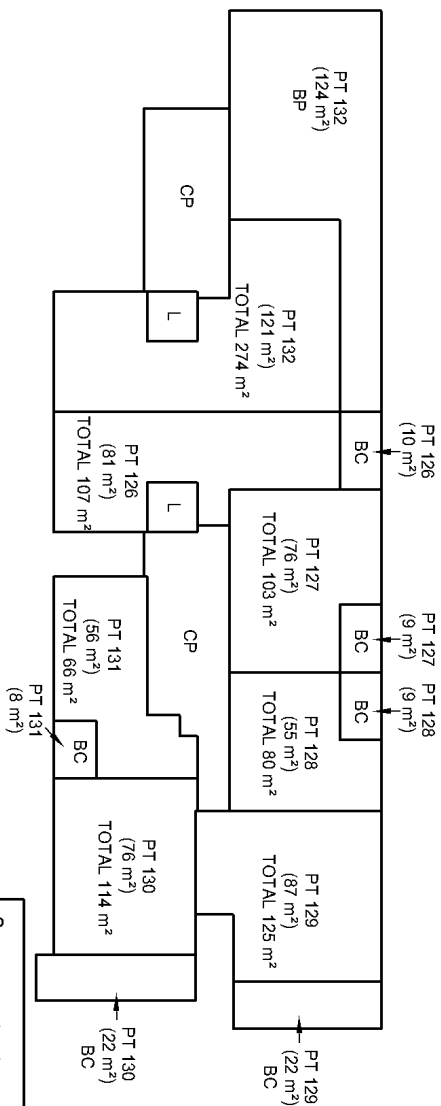 PT 132
(124 m²)
BP
CP
L
PT 132
(121 m²)
TOTAL 274 m²
PT 126
(10 m²)
BC
PT 126
(81 m²)
TOTAL 107 m²
L
PT 127
(76 m²)
TOTAL 103 m²
PT 127
(9 m²)
BC
CP
PT 128
(9 m²)
BC
PT 128
(55 m²)
TOTAL 80 m²
PT 131
(56 m²)
TOTAL 66 m²
BC
PT 131
(8 m²)
PT 129
(87 m²)
TOTAL 125 m²
PT 130
(76 m²)
TOTAL 114 m²
PT 129
(22 m²)
BC
PT 130
(22 m²)
BC